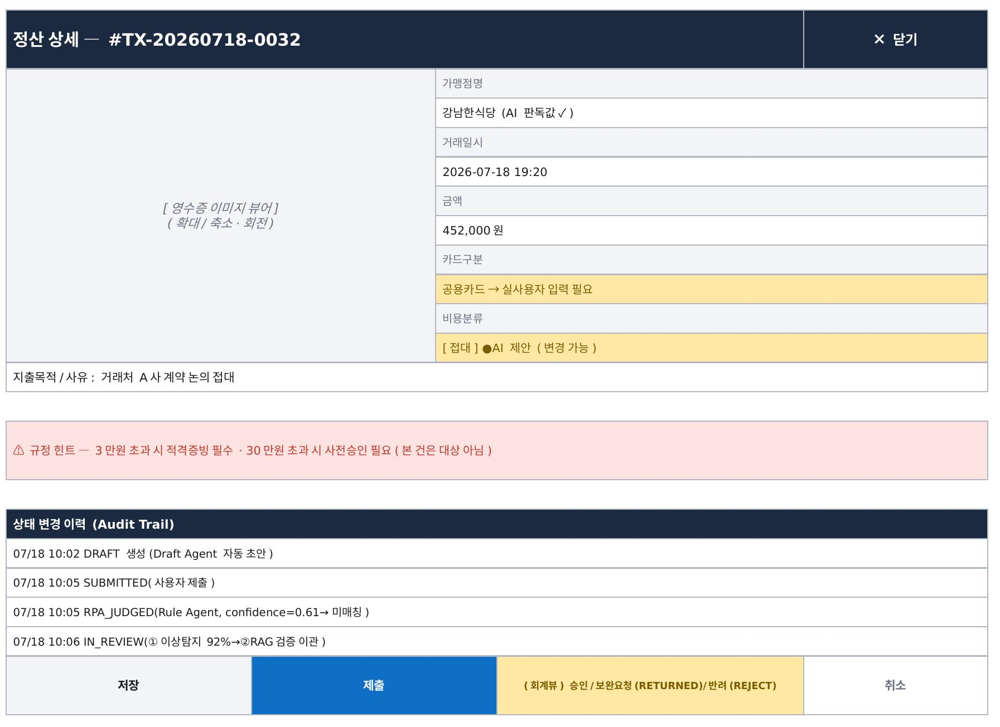 정산 상세 — #TX-20260718-0032
✕ 닫기
[ 영수증 이미지 뷰어 ]
( 확대 / 축소 · 회전 )
가맹점명
강남한식당 (AI 판독값 ✓ )
거래일시
2026-07-18 19:20
금액
452,000 원
카드구분
공용카드 → 실사용자 입력 필요
비용분류
[ 접대 ] ●AI 제안 ( 변경 가능 )
지출목적 / 사유 : 거래처 A 사 계약 논의 접대
⚠ 규정 힌트 — 3 만원 초과 시 적격증빙 필수 · 30 만원 초과 시 사전승인 필요 ( 본 건은 대상 아님 )
상태 변경 이력 (Audit Trail)
07/18 10:02 DRAFT 생성 (Draft Agent 자동 초안 )
07/18 10:05 SUBMITTED( 사용자 제출 )
07/18 10:05 RPA_JUDGED(Rule Agent, confidence=0.61→ 미매칭 )
07/18 10:06 IN_REVIEW(① 이상탐지 92%→②RAG 검증 이관 )
저장
제출
( 회계뷰 ) 승인 / 보완요청 (RETURNED)/ 반려 (REJECT)
취소